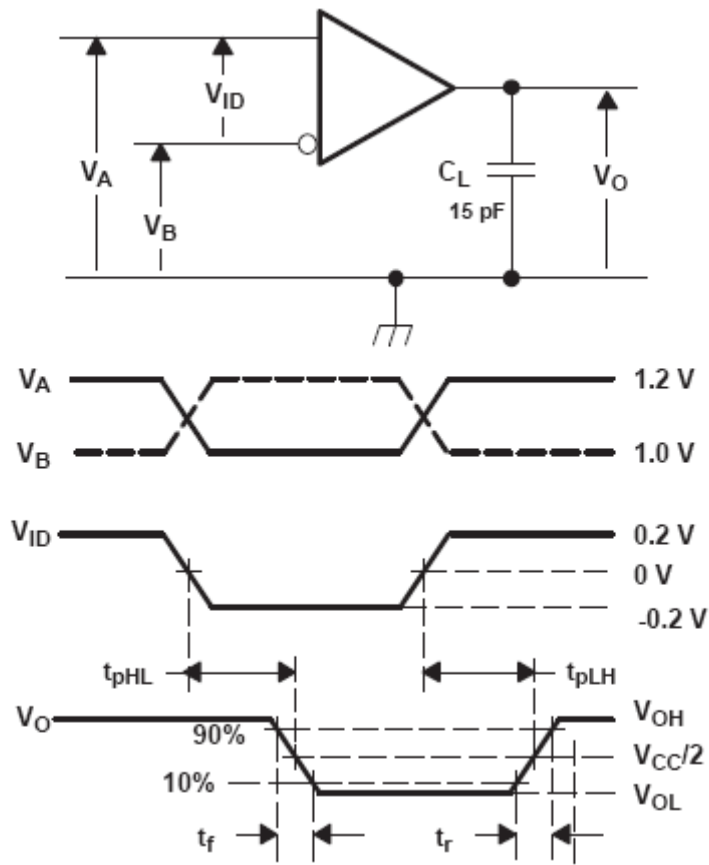 V_ID
V_A
V_B
C_L
15 pF
V_O
V_A
1.2 V
V_B
1.0 V
V_ID
0.2 V
0 V
-0.2 V
t_pHL
t_pLH
V_O
V_OH
90%
V_CC/2
10%
V_OL
t_f
t_r